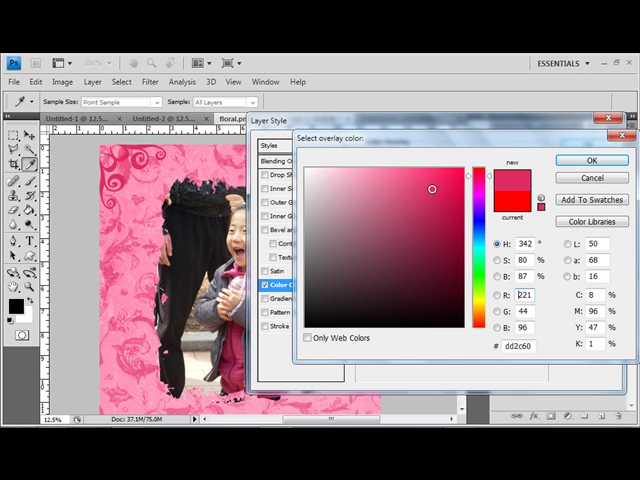 Ps 100% ESSENTIALS
File Edit Image Layer Select Filter Analysis 3D View Window Help
Sample Size: Point Sample Sample: All Layers
Untitled-1 @ 12.5... Untitled-2 @ 12.5... floral.pn
Layer Style
Select overlay color:
Styles
Blending O
Drop Sh
Inner S
Outer G
Inner G
Bevel an
Cont
Textu
Satin
Color O
Gradien
Pattern
Stroke
new
current
OK
Cancel
Add To Swatches
Color Libraries
H: 342 ° L: 50
S: 80 % a: 68
B: 87 % b: 16
R: 221 C: 8 %
G: 44 M: 96 %
B: 96 Y: 47 %
# dd2c60 K: 1 %
Only Web Colors
12.5% Doc: 37.1M/75.0M